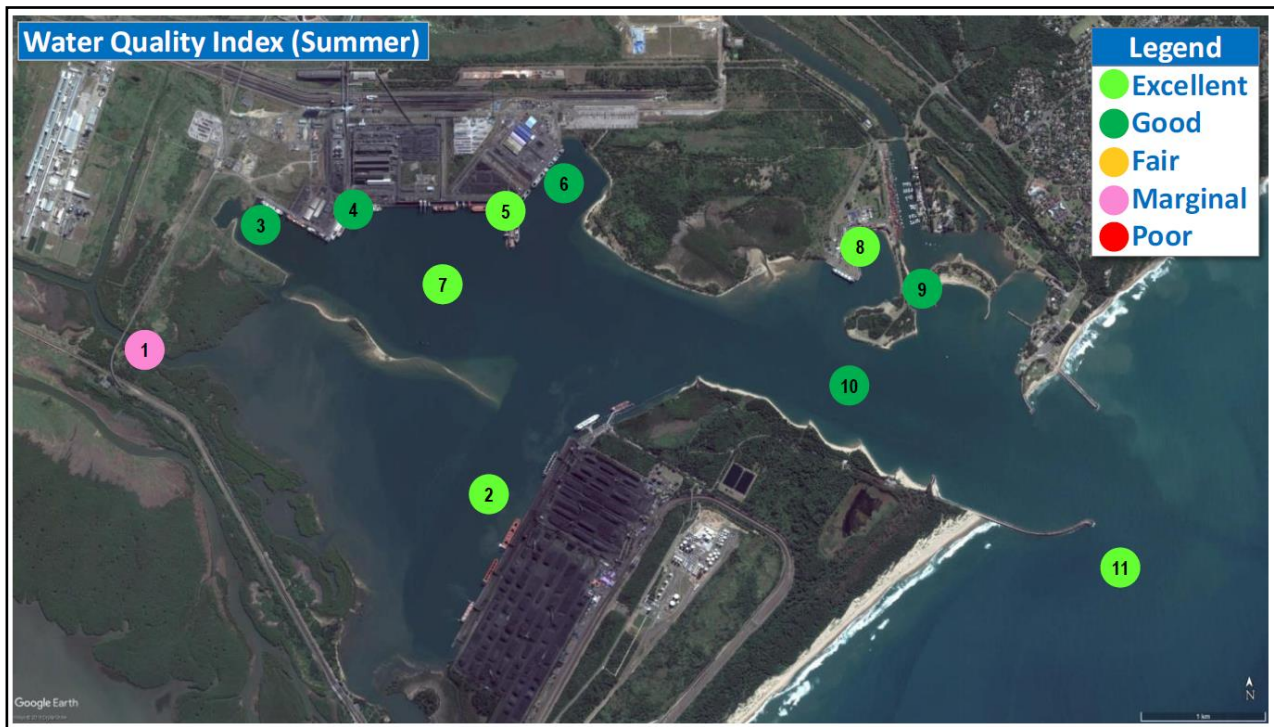 Water Quality Index (Summer)
Legend
Excellent
Good
Fair
Marginal
Poor
6
4
5
3
8
7
9
1
10
2
11
Google Earth
N
1 km